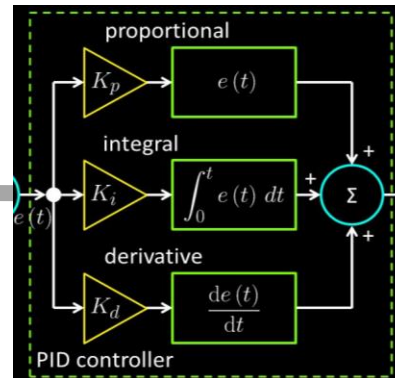 proportional
K_p
e (t)
+
integral
e (t)
K_i
∫_0^t e (t) dt
+
Σ
derivative
+
K_d
de (t)
dt
PID controller